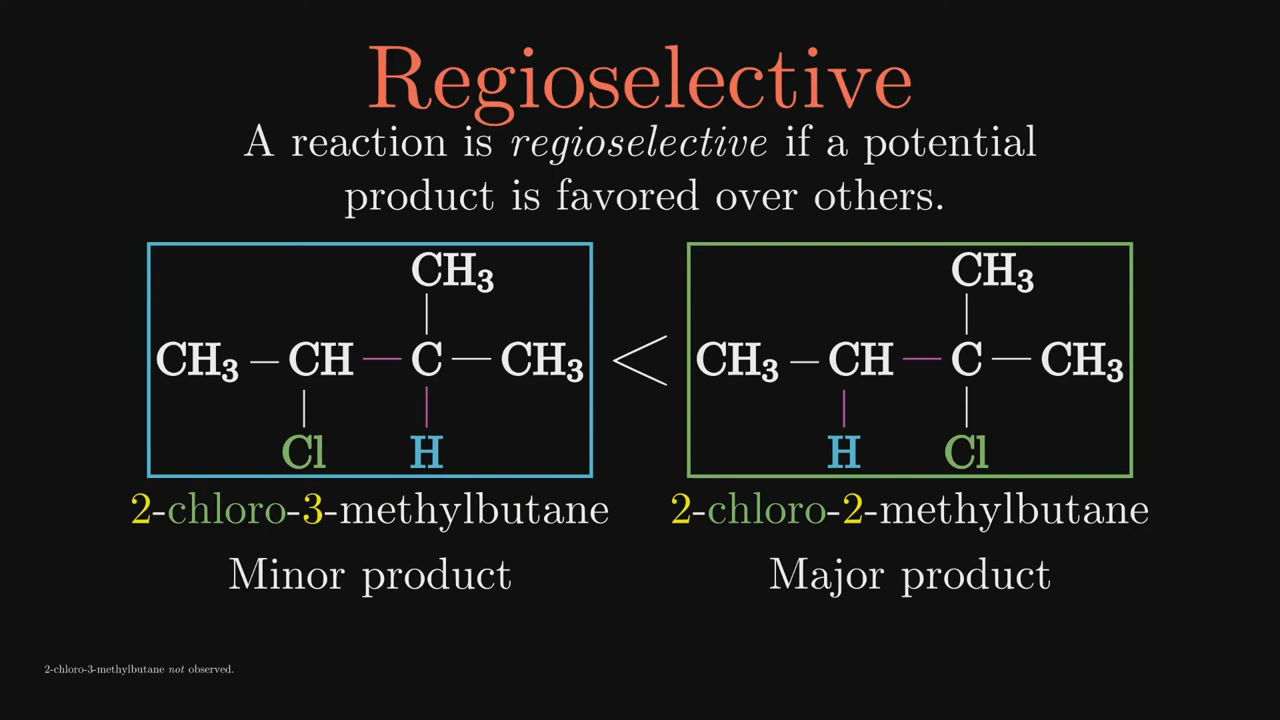 Regioselective
A reaction is regioselective if a potential
product is favored over others.
CH₃ CH₃
CH₃ – CH — C — CH₃ < CH₃ – CH — C — CH₃
Cl H H Cl
2-chloro-3-methylbutane 2-chloro-2-methylbutane
Minor product Major product
2-chloro-3-methylbutane not observed.